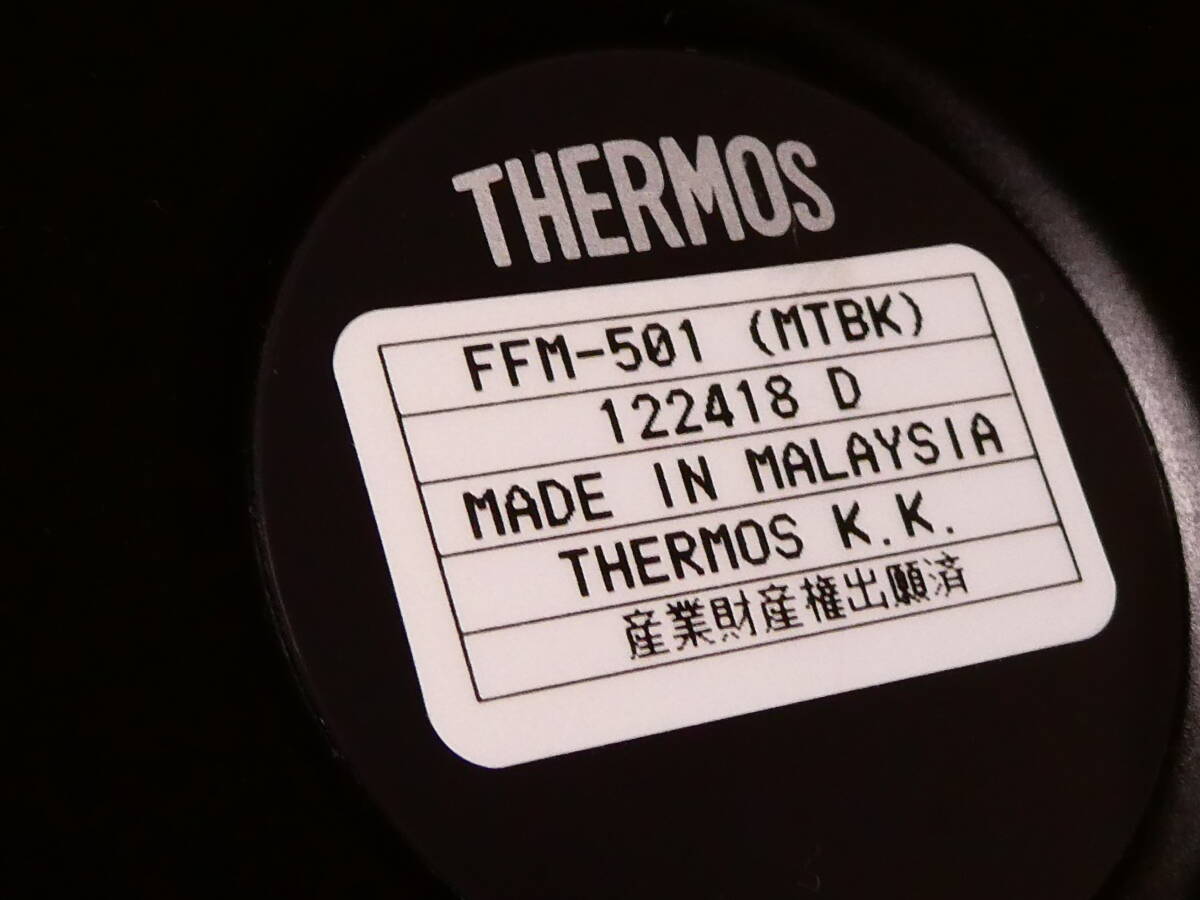 THERMOS
FFM-501 (MTBK)
122418 D
MADE IN MALAYSIA
THERMOS K.K.
産業財産権出願済